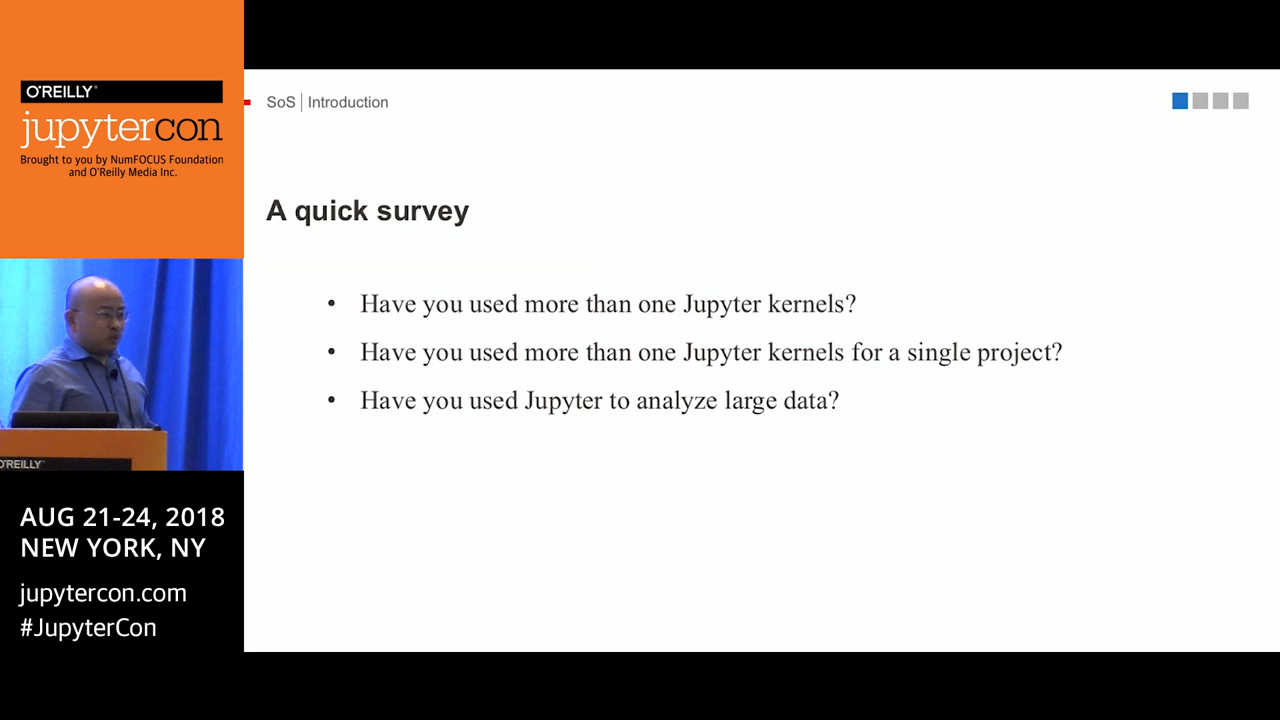 O'REILLY®
jupytercon
Brought to you by NumFOCUS Foundation
and O'Reilly Media Inc.
SoS | Introduction
A quick survey
• Have you used more than one Jupyter kernels?
• Have you used more than one Jupyter kernels for a single project?
• Have you used Jupyter to analyze large data?
O'REILLY
AUG 21-24, 2018
NEW YORK, NY
jupytercon.com
#JupyterCon